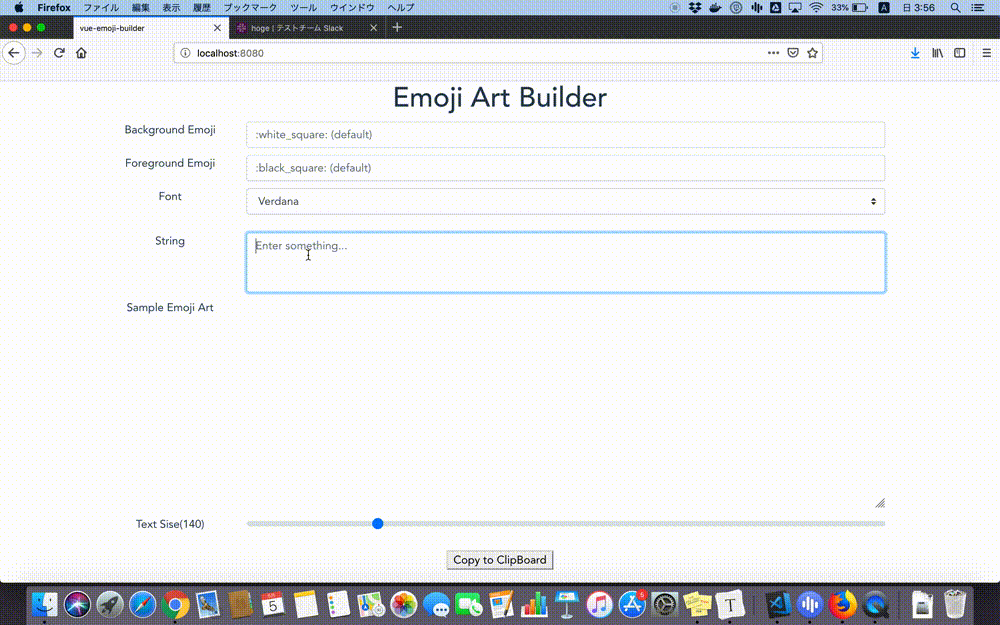 Firefox ファイル 編集 表示 履歴 ブックマーク ツール ウインドウ ヘルプ 33% A 日 3:56
vue-emoji-builder hoge | テストチーム Slack
localhost:8080
Emoji Art Builder
Background Emoji :white_square: (default)
Foreground Emoji :black_square: (default)
Font Verdana
String Enter something...
Sample Emoji Art
Text Sise(140)
Copy to ClipBoard
5 T